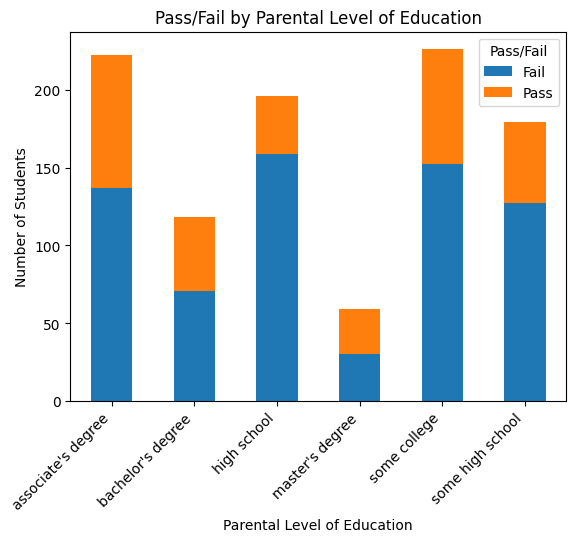 Pass/Fail by Parental Level of Education
Pass/Fail
Fail
Pass
Number of Students
200
150
100
50
0
associate's degree
bachelor's degree
high school
master's degree
some college
some high school
Parental Level of Education